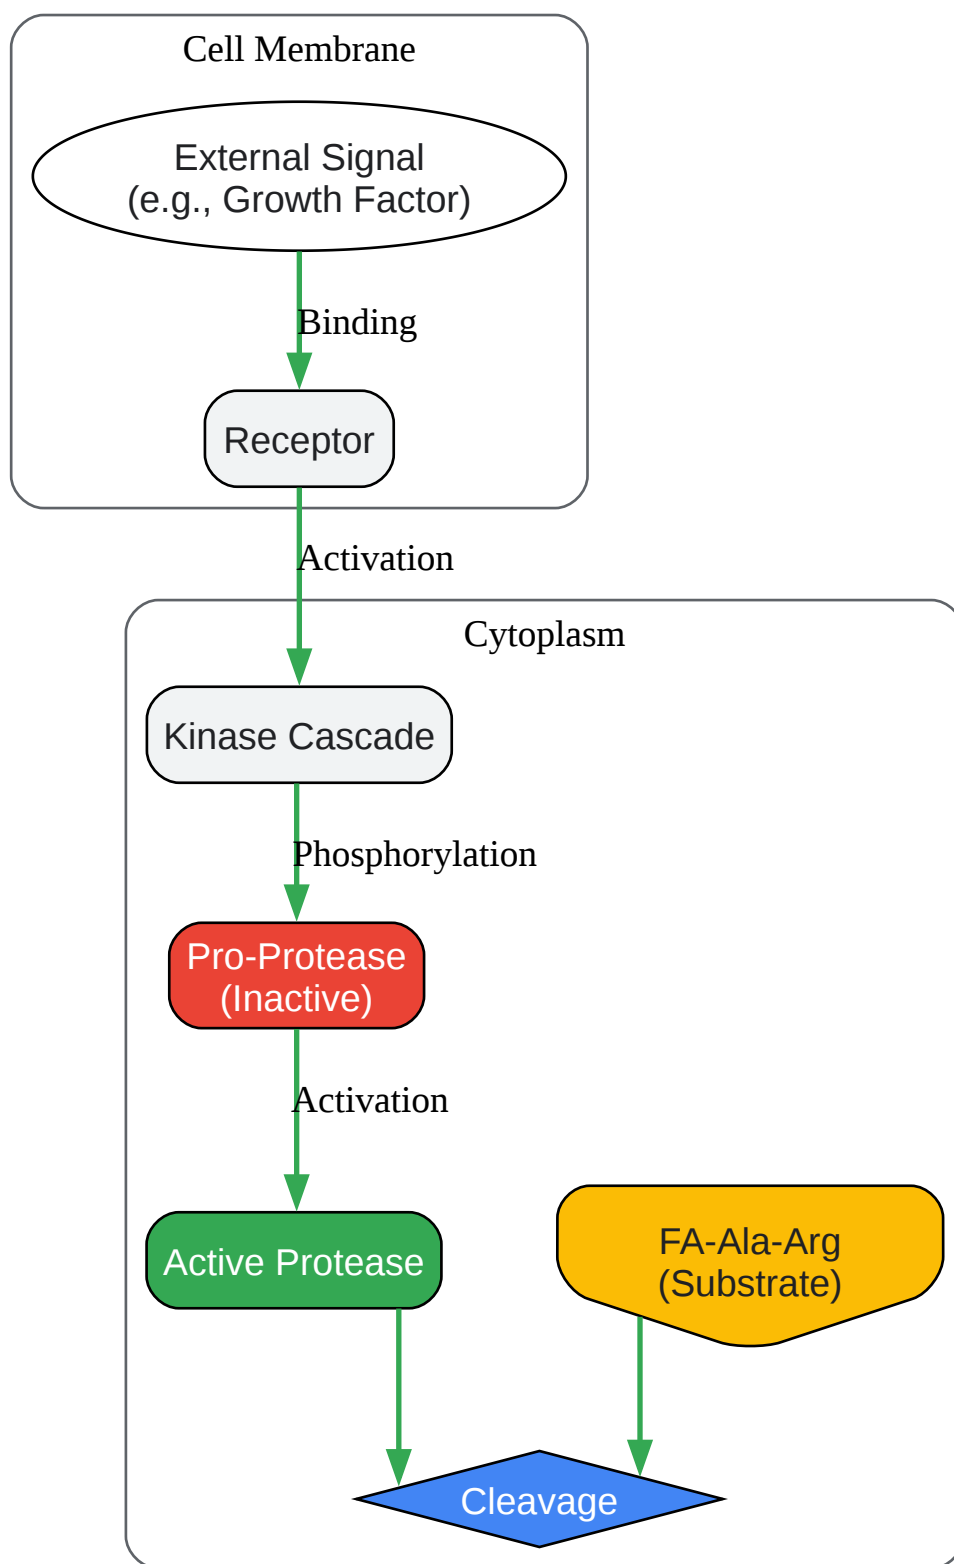 Cell Membrane
External Signal
(e.g., Growth Factor)
Binding
Receptor
Activation
Cytoplasm
Kinase Cascade
Phosphorylation
Pro-Protease
(Inactive)
Activation
Active Protease
FA-Ala-Arg
(Substrate)
Cleavage